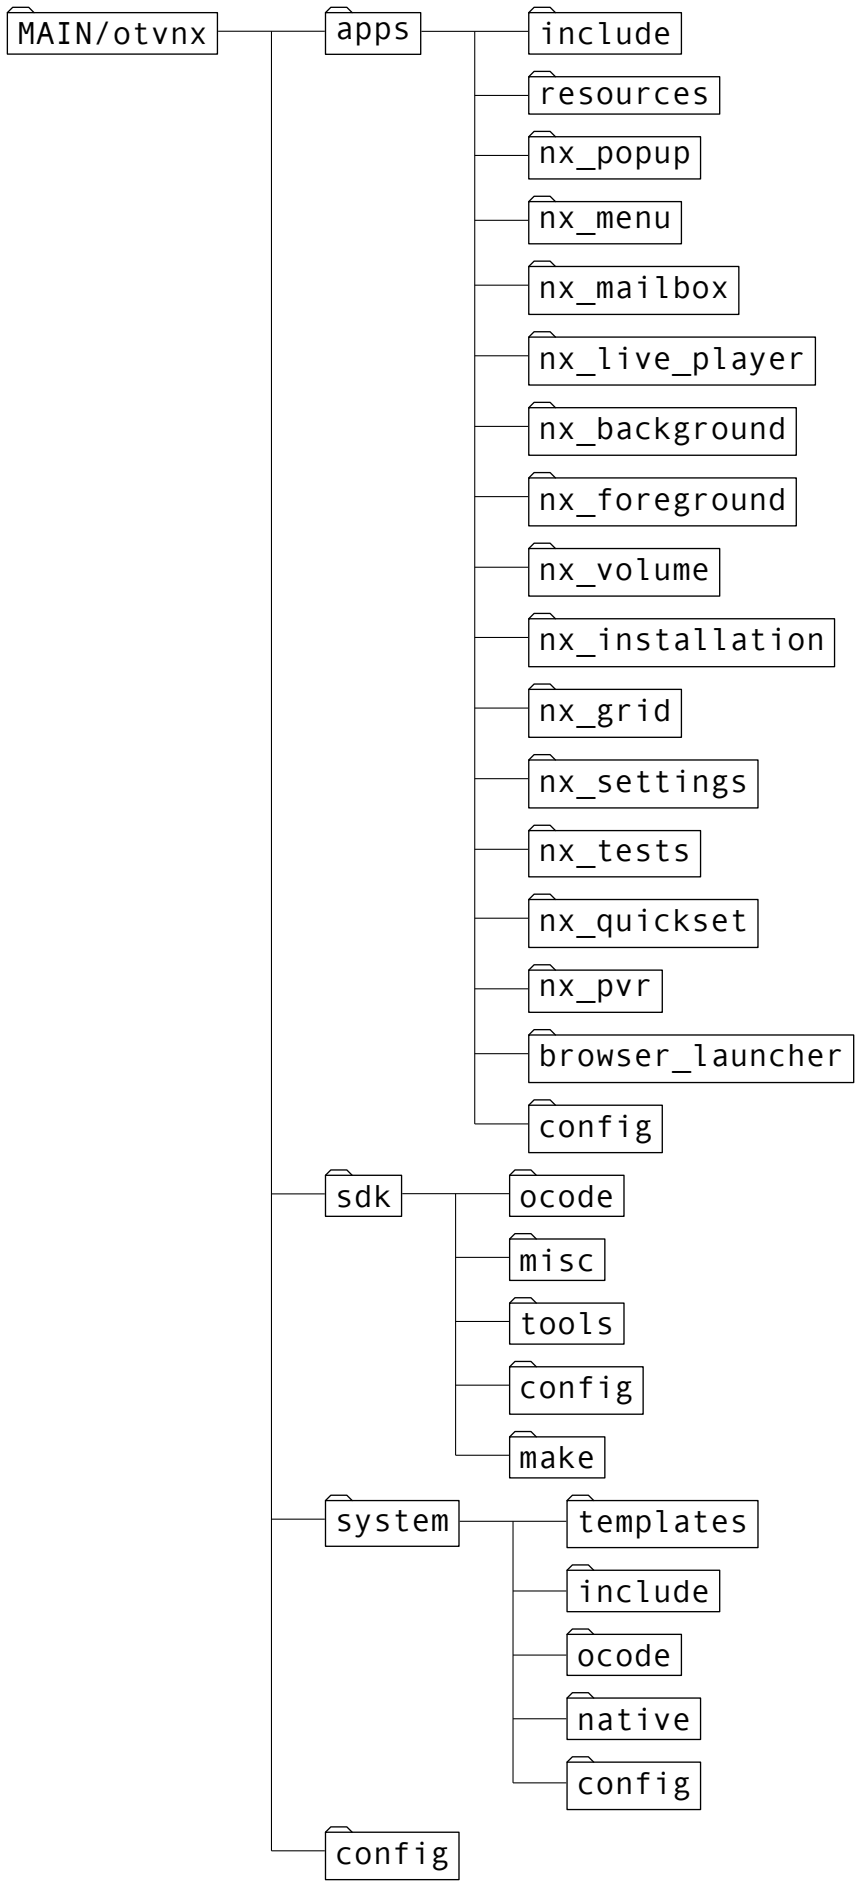 MAIN/otvnx
apps
include
resources
nx_popup
nx_menu
nx_mailbox
nx_live_player
nx_background
nx_foreground
nx_volume
nx_installation
nx_grid
nx_settings
nx_tests
nx_quickset
nx_pvr
browser_launcher
config
sdk
ocode
misc
tools
config
make
system
templates
include
ocode
native
config
config